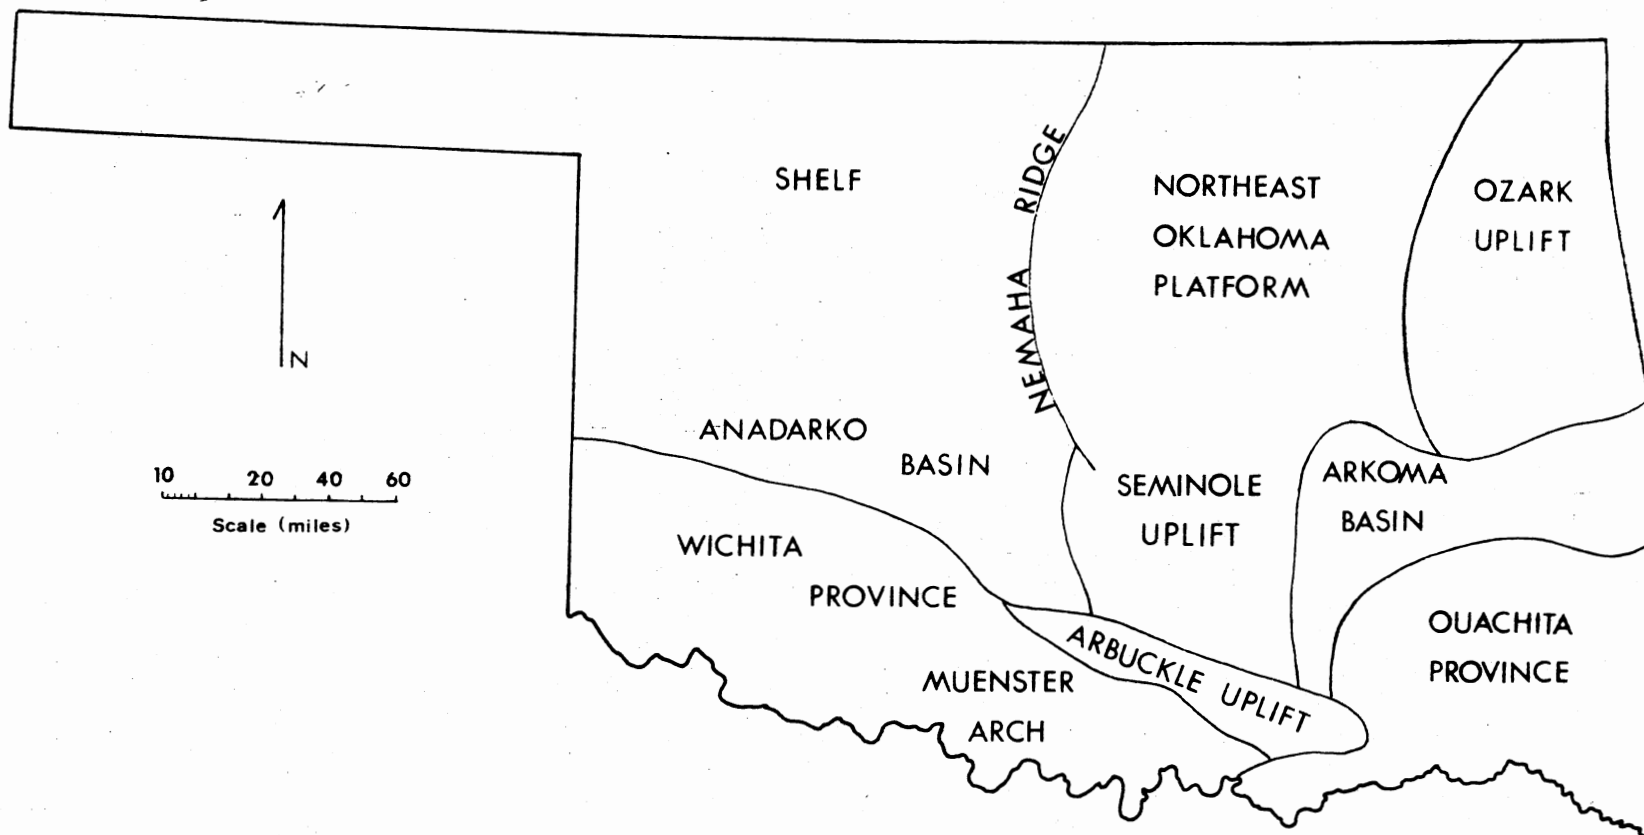 SHELF
NEMAHA RIDGE
NORTHEAST
OKLAHOMA
PLATFORM
OZARK
UPLIFT
N
ANADARKO
BASIN
10 20 40 60
Scale (miles)
SEMINOLE
UPLIFT
ARKOMA
BASIN
WICHITA
PROVINCE
ARBUCKLE UPLIFT
OUACHITA
PROVINCE
MUENSTER
ARCH